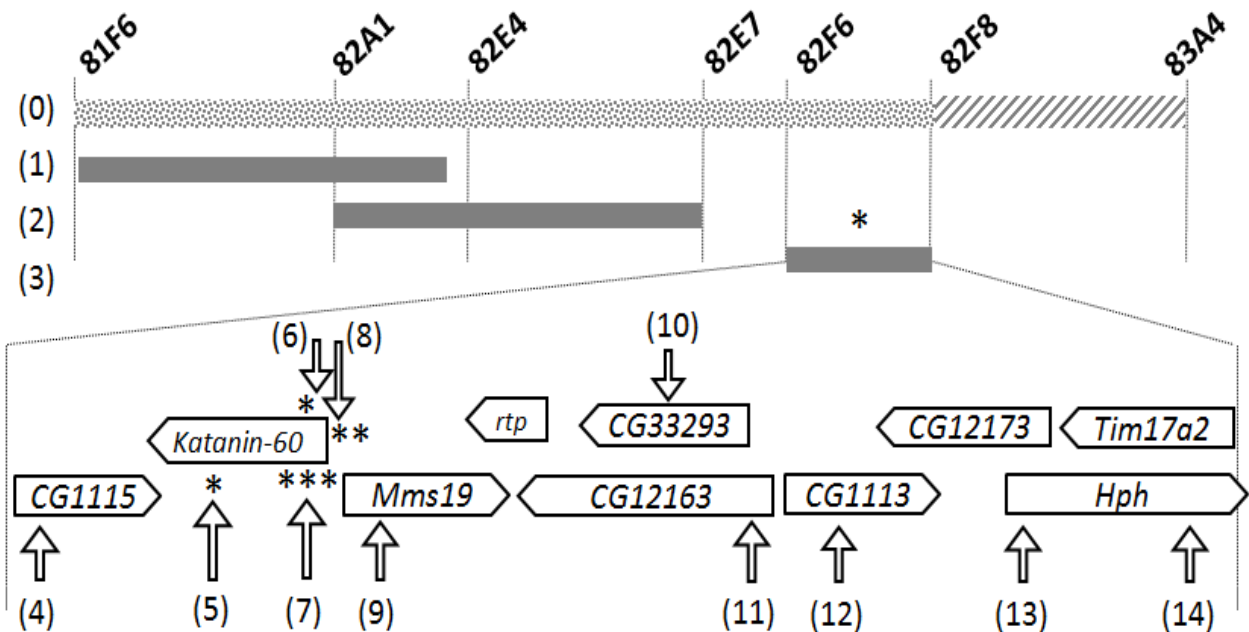 81F6 82A1 82E4 82E7 82F6 82F8 83A4
(0)
(1)
(2)
*
(3)
(6) (8) (10)
*
Katanin-60 ** rtp CG33293 CG12173 Tim17a2
* ***
CG1115 Mms19 CG12163 CG1113 Hph
(4) (5) (7) (9) (11) (12) (13) (14)